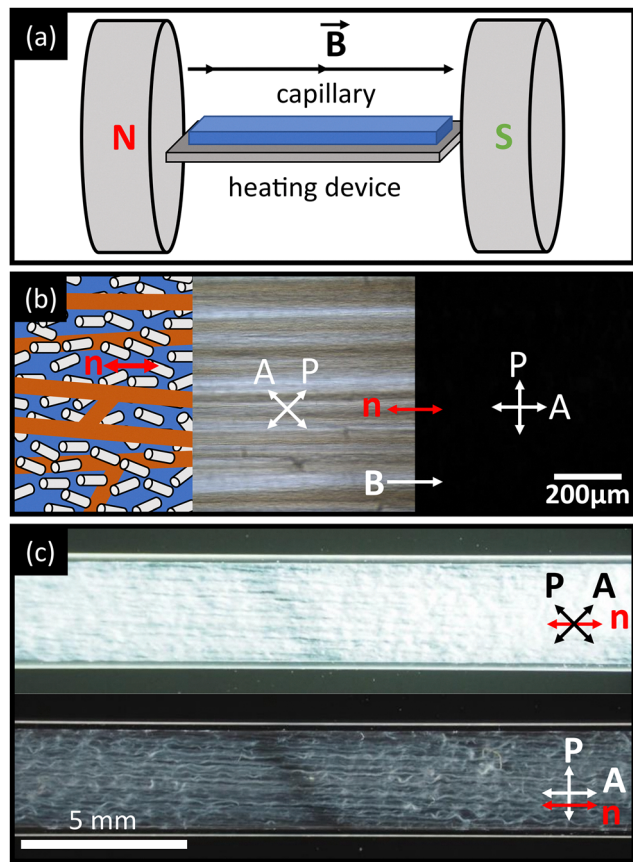 (a)
B
capillary
N
S
heating device
(b)
n
A P
n
B
P
A
200μm
(c)
P A
n
P
A
n
5 mm